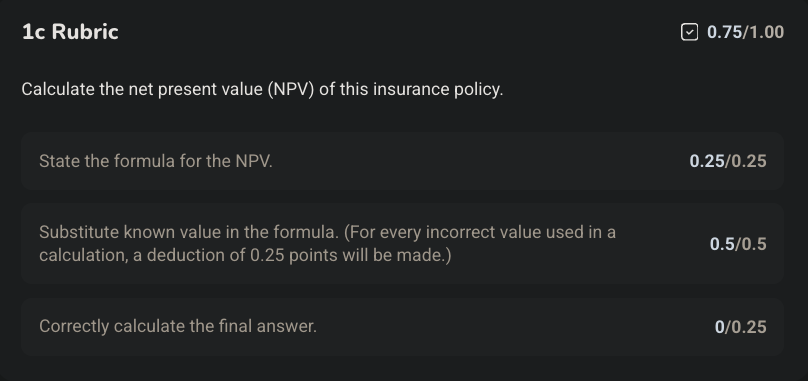 1c Rubric 0.75/1.00
Calculate the net present value (NPV) of this insurance policy.
State the formula for the NPV. 0.25/0.25
Substitute known value in the formula. (For every incorrect value used in a
calculation, a deduction of 0.25 points will be made.) 0.5/0.5
Correctly calculate the final answer. 0/0.25